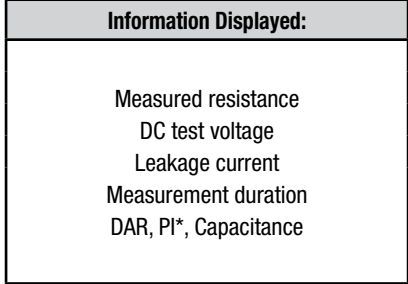 Information Displayed:
Measured resistance
DC test voltage
Leakage current
Measurement duration
DAR, PI*, Capacitance